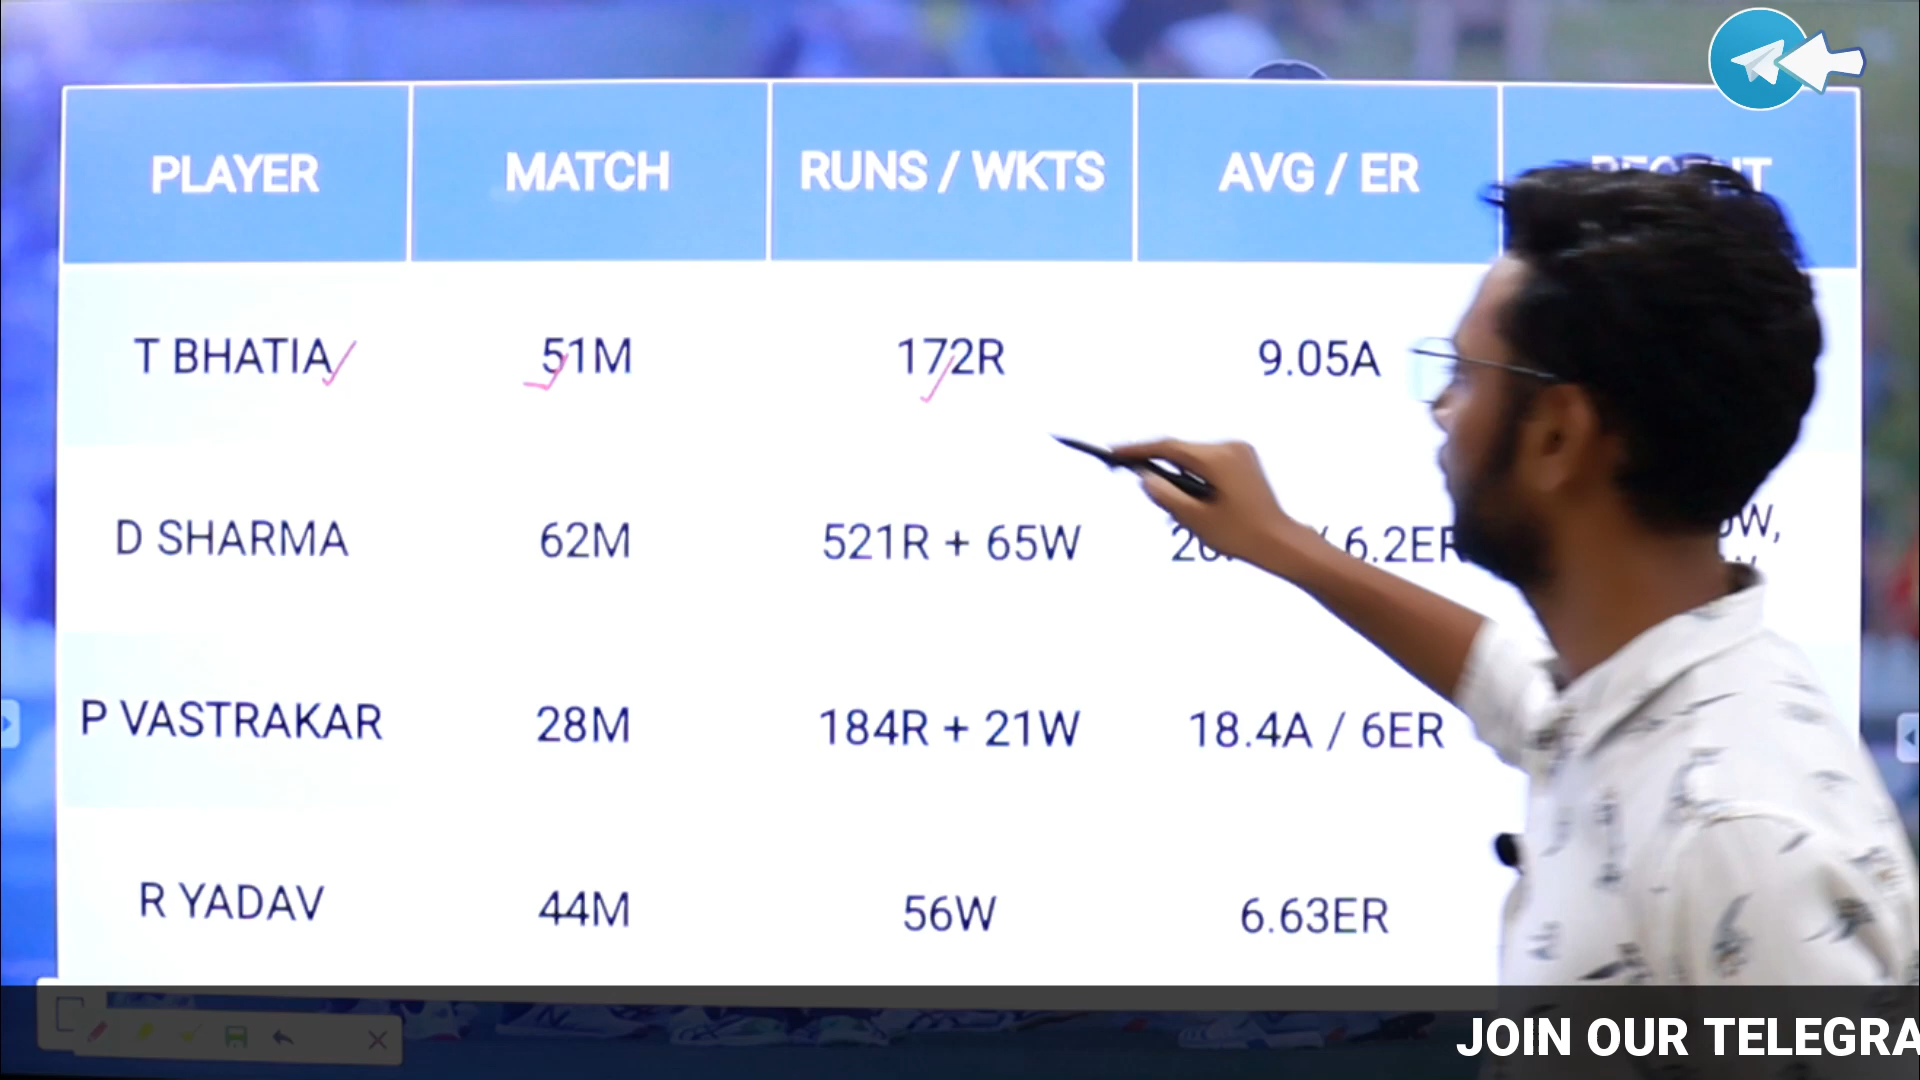 PLAYER MATCH RUNS / WKTS AVG / ER
T BHATIA 51M 172R 9.05A
D SHARMA 62M 521R + 65W 6.2ER
P VASTRAKAR 28M 184R + 21W 18.4A / 6ER
R YADAV 44M 56W 6.63ER
JOIN OUR